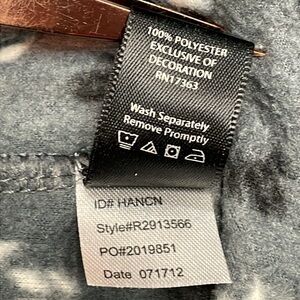 100% POLYESTER
EXCLUSIVE OF
DECORATION
RN17363
Wash Separately
Remove Promptly
ID# HANCN
Style#R2913566
PO#2019851
Date 071712